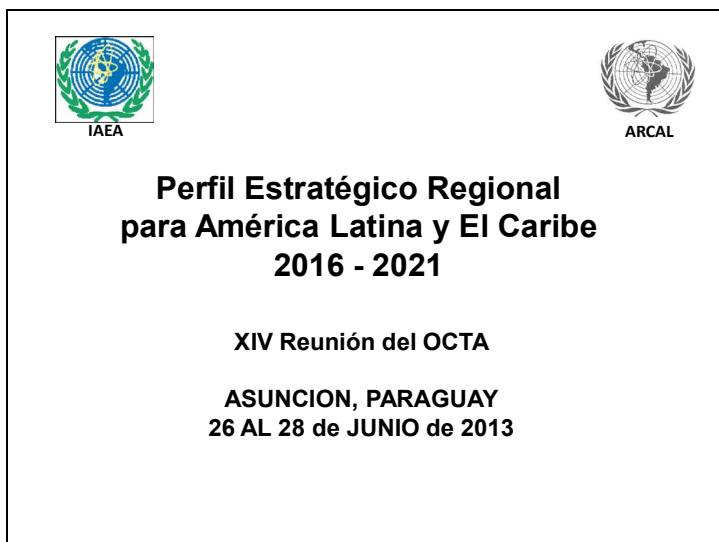 IAEA
ARCAL
Perfil Estratégico Regional
para América Latina y El Caribe
2016 - 2021
XIV Reunión del OCTA
ASUNCION, PARAGUAY
26 AL 28 de JUNIO de 2013